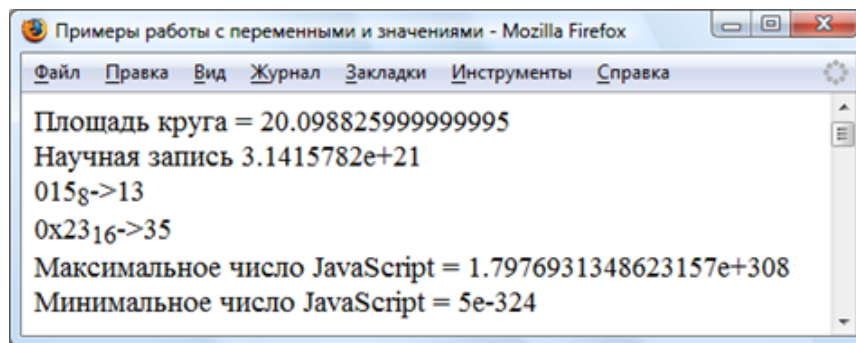 Примеры работы с переменными и значениями - Mozilla Firefox
Файл Правка Вид Журнал Закладки Инструменты Справка
Площадь круга = 20.098825999999995
Научная запись 3.1415782e+21
015₈->13
0x23₁₆->35
Максимальное число JavaScript = 1.7976931348623157e+308
Минимальное число JavaScript = 5e-324